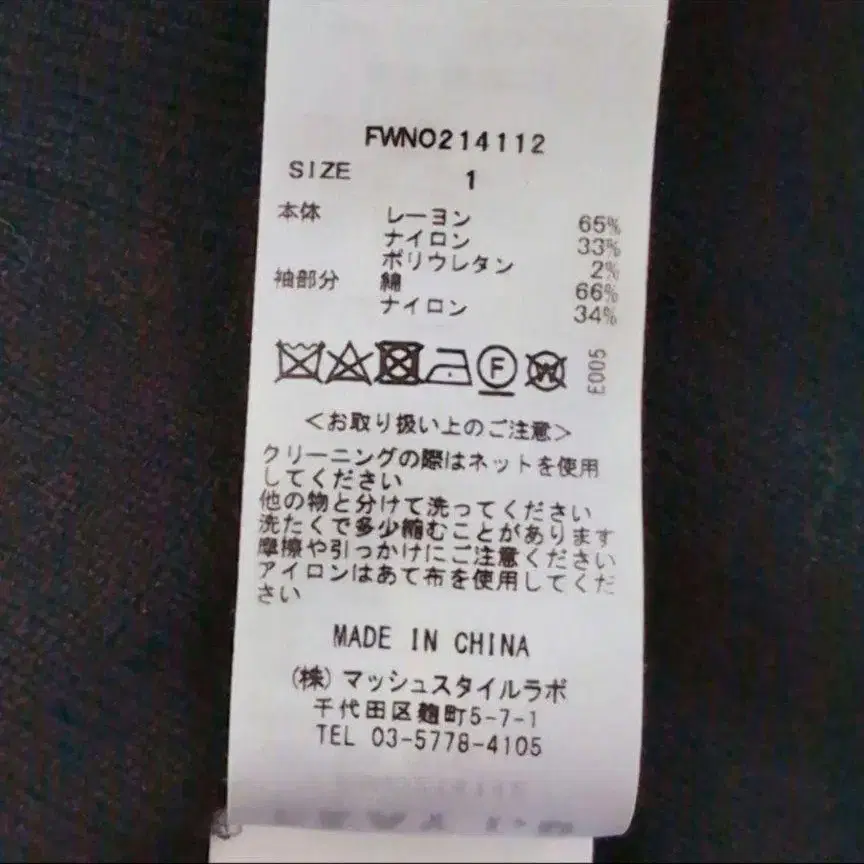 FWNO214112
SIZE 1
本体 レーヨン 65%
ナイロン 33%
ポリウレタン 2%
袖部分 綿 66%
ナイロン 34%
F W E005
<お取り扱い上のご注意>
クリーニングの際はネットを使用
してください
他の物と分けて洗ってください
洗たくで多少縮むことがあります
摩擦や引っかけにご注意ください
アイロンはあて布を使用してくだ
さい
MADE IN CHINA
(株)マッシュスタイルラボ
千代田区麹町5-7-1
TEL 03-5778-4105